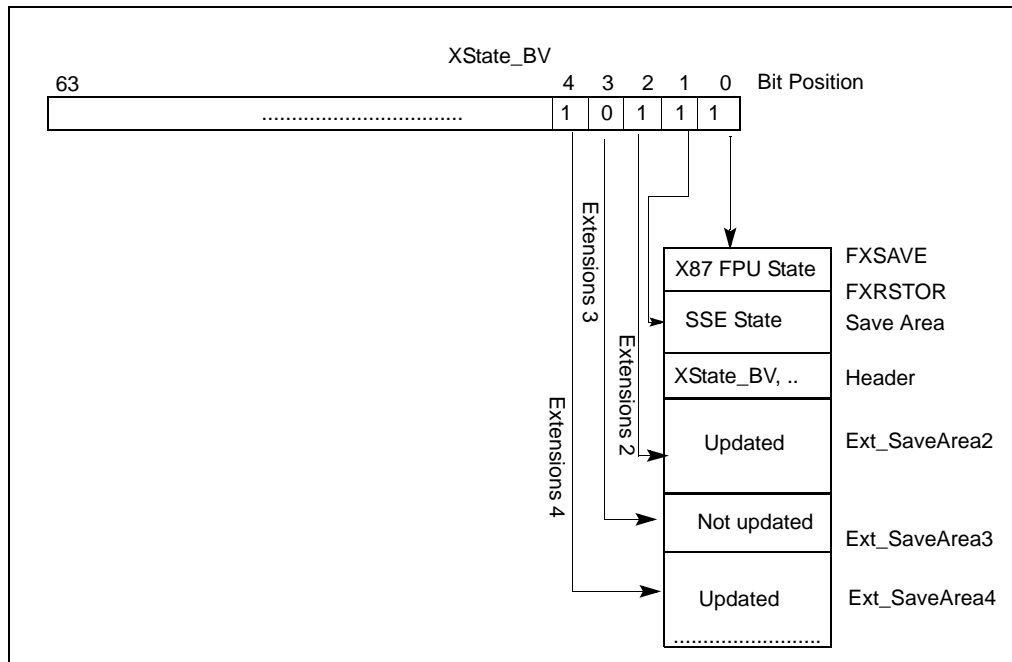 XState_BV
63 4 3 2 1 0 Bit Position
.................................. 1 0 1 1 1
Extensions 3
Extensions 2
Extensions 4
X87 FPU State FXSAVE
FXRSTOR
SSE State Save Area
XState_BV, .. Header
Updated Ext_SaveArea2
Not updated
Ext_SaveArea3
Updated Ext_SaveArea4
.........................